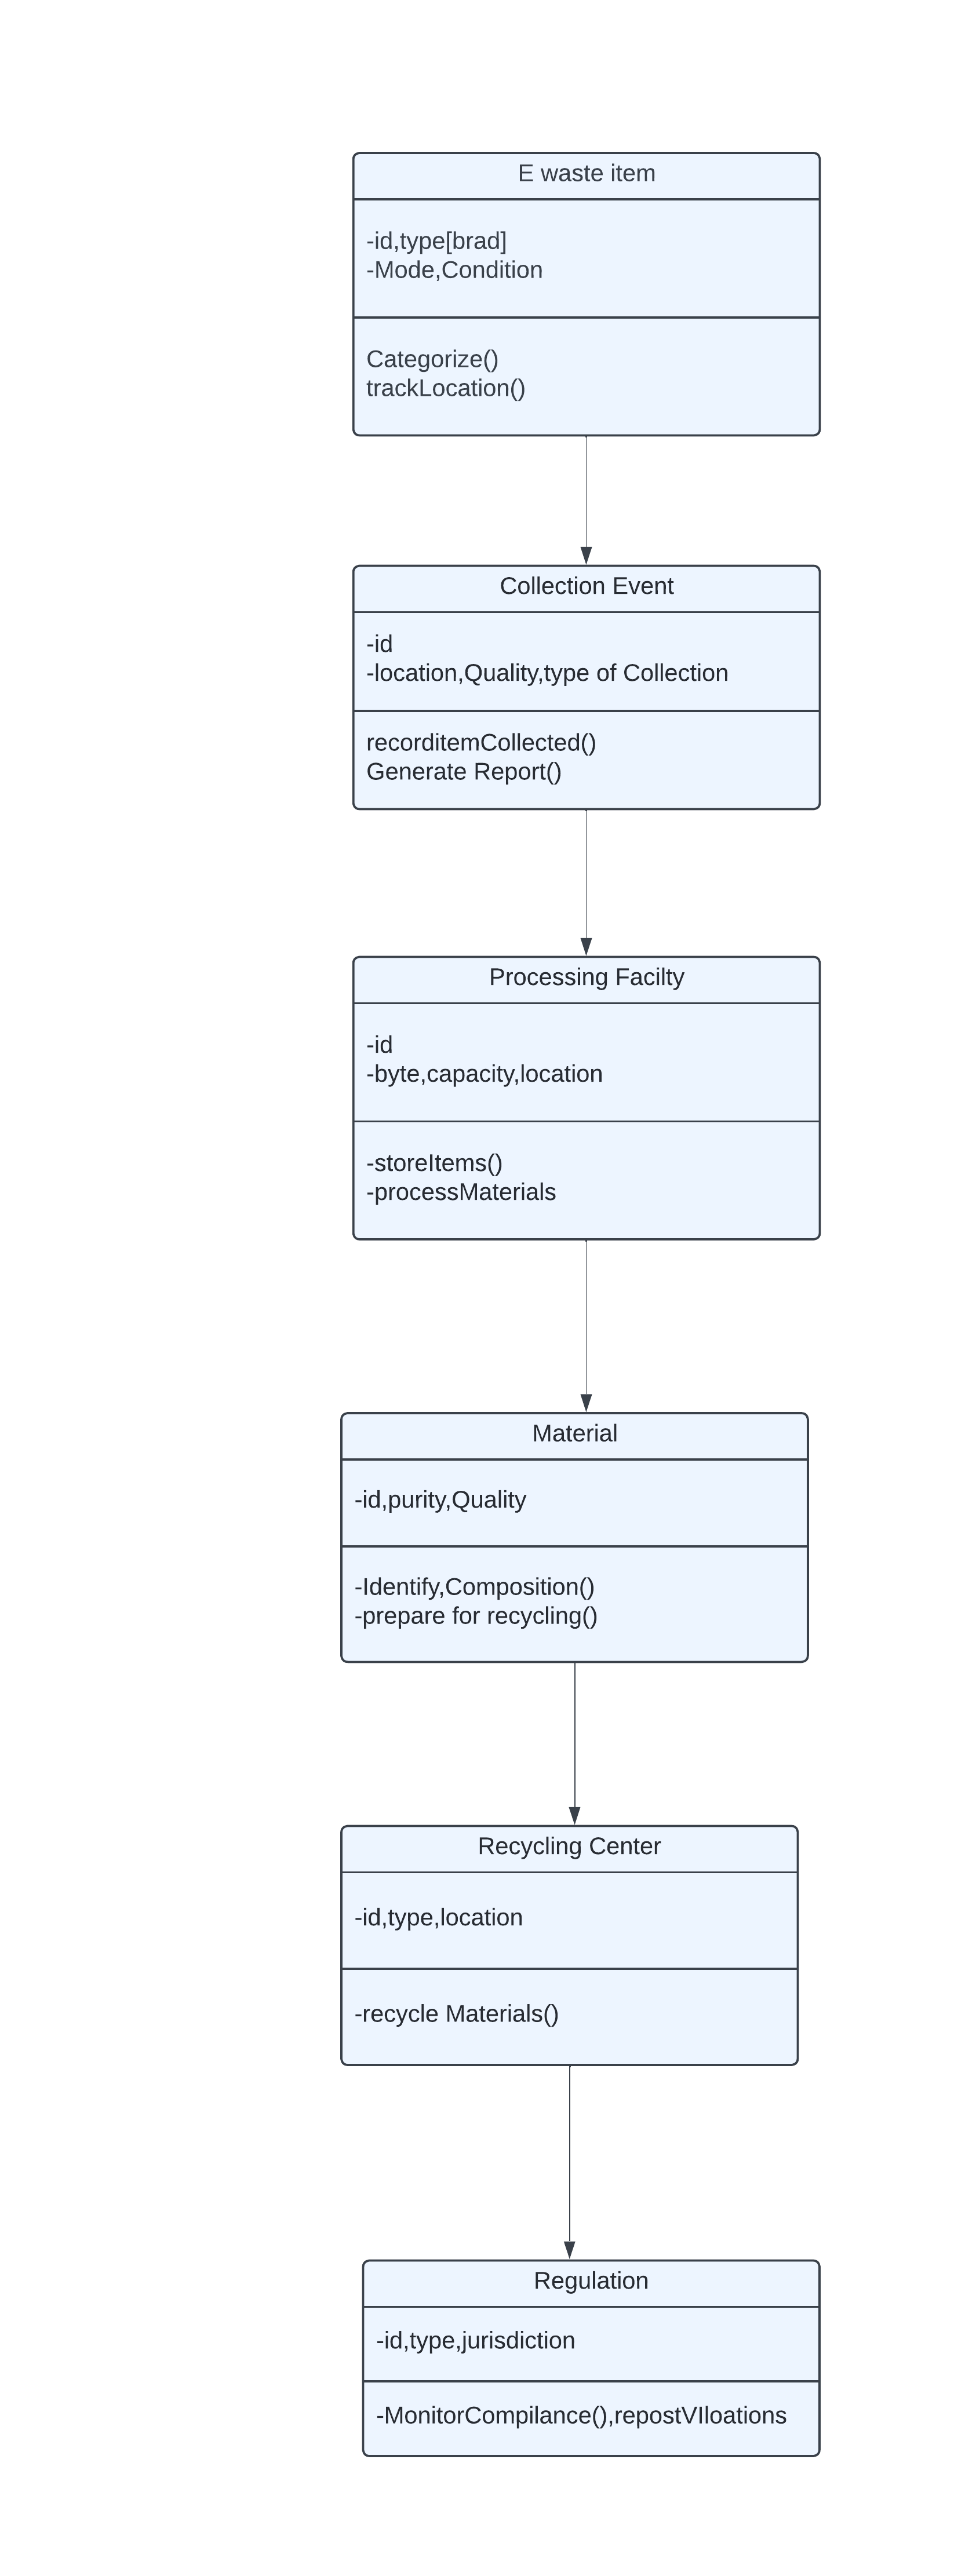 E waste item
-id,type[brad]
-Mode,Condition
Categorize()
trackLocation()
Collection Event
-id
-location,Quality,type of Collection
recorditemCollected()
Generate Report()
Processing Facilty
-id
-byte,capacity,location
-storeItems()
-processMaterials
Material
-id,purity,Quality
-Identify,Composition()
-prepare for recycling()
Recycling Center
-id,type,location
-recycle Materials()
Regulation
-id,type,jurisdiction
-MonitorCompilance(),repostVIloations